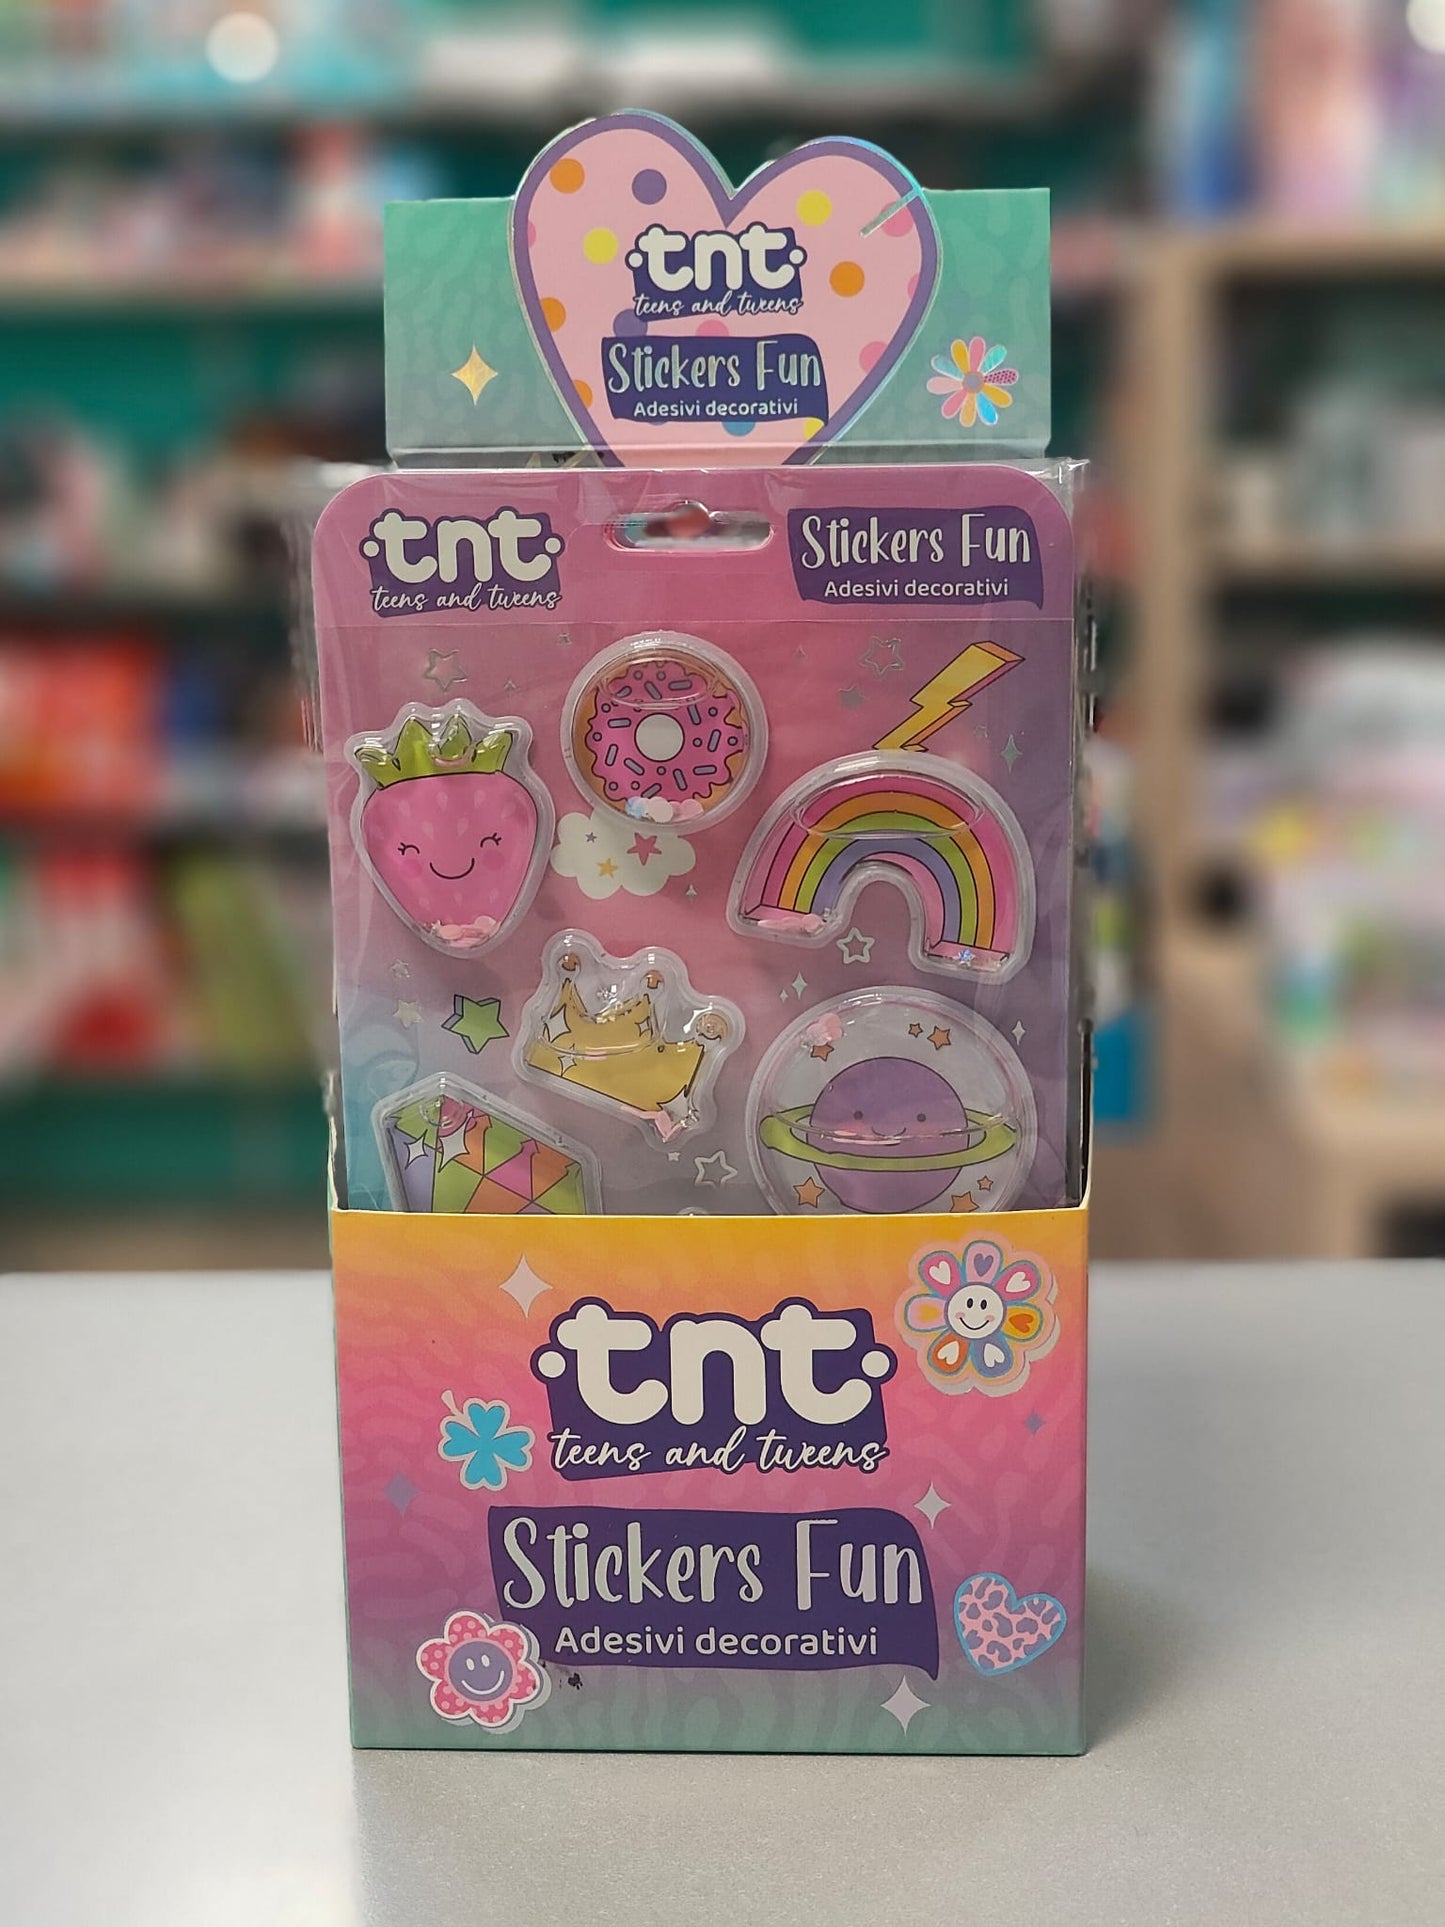 tnt
teens and tweens
Stickers Fun
Adesivi decorativi
tnt
teens and tweens
Stickers Fun
Adesivi decorativi
tnt
teens and tweens
Stickers Fun
Adesivi decorativi